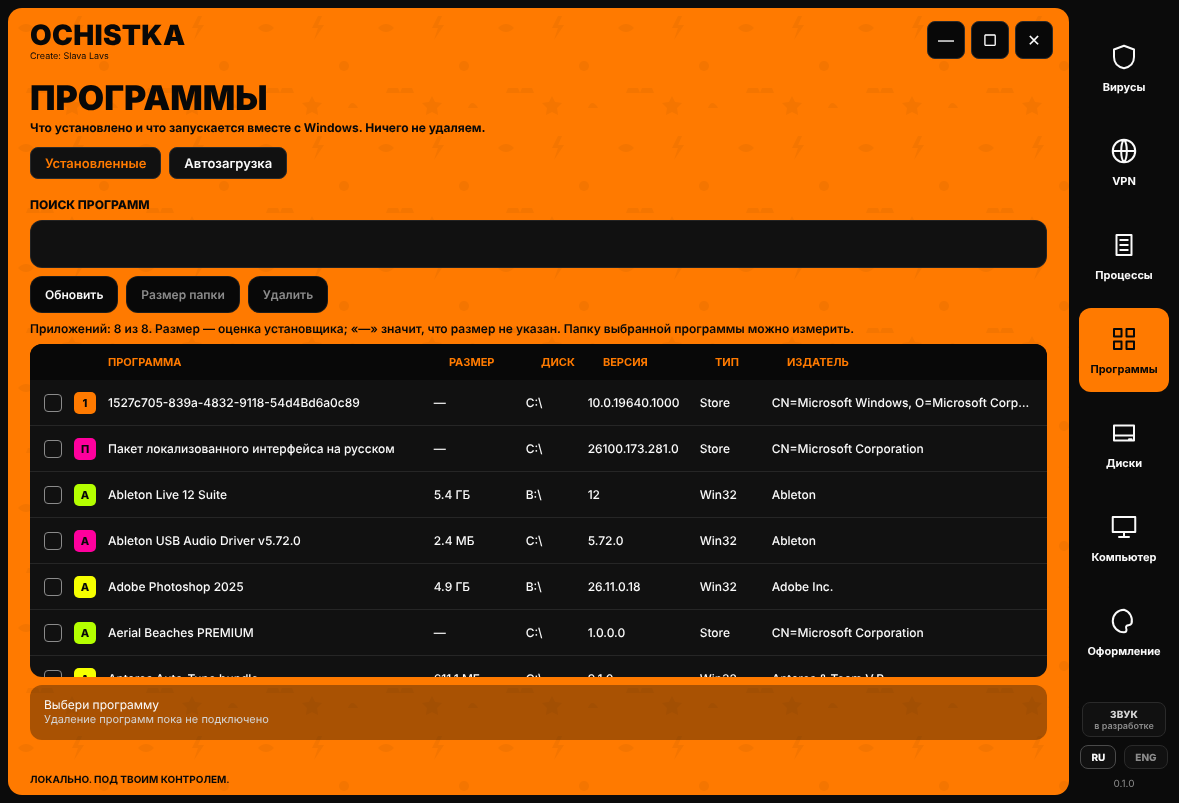 OCHISTKA
Create: Slava Lavs
ПРОГРАММЫ
Что установлено и что запускается вместе с Windows. Ничего не удаляем.
Установленные Автозагрузка
ПОИСК ПРОГРАММ
Обновить Размер папки Удалить
Приложений: 8 из 8. Размер — оценка установщика; «—» значит, что размер не указан. Папку выбранной программы можно измерить.
ПРОГРАММА РАЗМЕР ДИСК ВЕРСИЯ ТИП ИЗДАТЕЛЬ
1 1527c705-839a-4832-9118-54d4Bd6a0c89 — C:\ 10.0.19640.1000 Store CN=Microsoft Windows, O=Microsoft Corp...
П Пакет локализованного интерфейса на русском — C:\ 26100.173.281.0 Store CN=Microsoft Corporation
A Ableton Live 12 Suite 5.4 ГБ B:\ 12 Win32 Ableton
A Ableton USB Audio Driver v5.72.0 2.4 МБ C:\ 5.72.0 Win32 Ableton
A Adobe Photoshop 2025 4.9 ГБ B:\ 26.11.0.18 Win32 Adobe Inc.
A Aerial Beaches PREMIUM — C:\ 1.0.0.0 Store CN=Microsoft Corporation
Выбери программу
Удаление программ пока не подключено
ЛОКАЛЬНО. ПОД ТВОИМ КОНТРОЛЕМ.
Вирусы
VPN
Процессы
Программы
Диски
Компьютер
Оформление
ЗВУК
в разработке
RU ENG
0.1.0